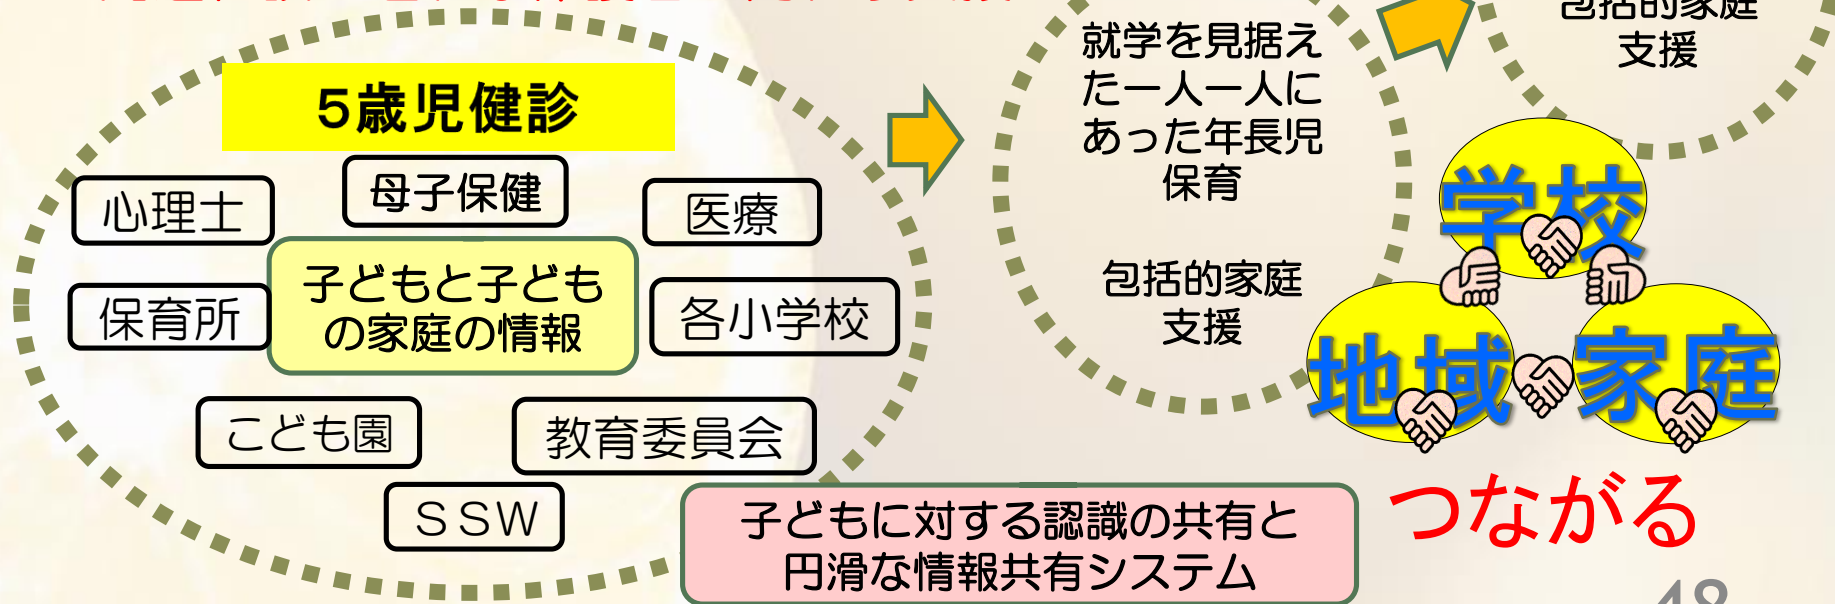 包括的家庭
支援
就学を見据え
た一人一人に
あった年長児
保育
包括的家庭
支援
5歳児健診
母子保健
心理士
医療
子どもと子ども
の家庭の情報
保育所
各小学校
こども園
教育委員会
ＳＳＷ
子どもに対する認識の共有と
円滑な情報共有システム
学校
地域
家庭
つながる
48